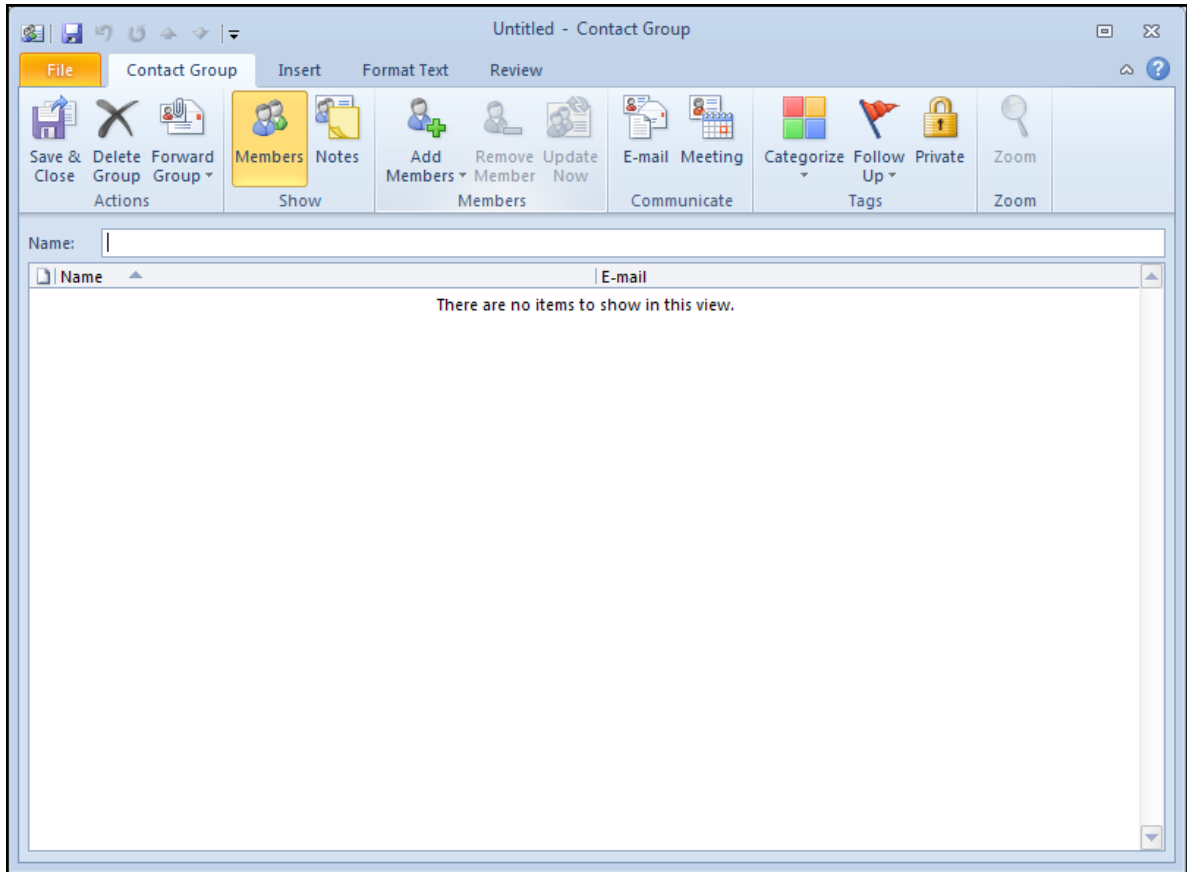 Untitled - Contact Group
File Contact Group Insert Format Text Review
Save & Delete Forward Members Notes Add Remove Update E-mail Meeting Categorize Follow Private Zoom
Close Group Group Members Member Now Up
Actions Show Members Communicate Tags Zoom
Name:
Name E-mail
There are no items to show in this view.